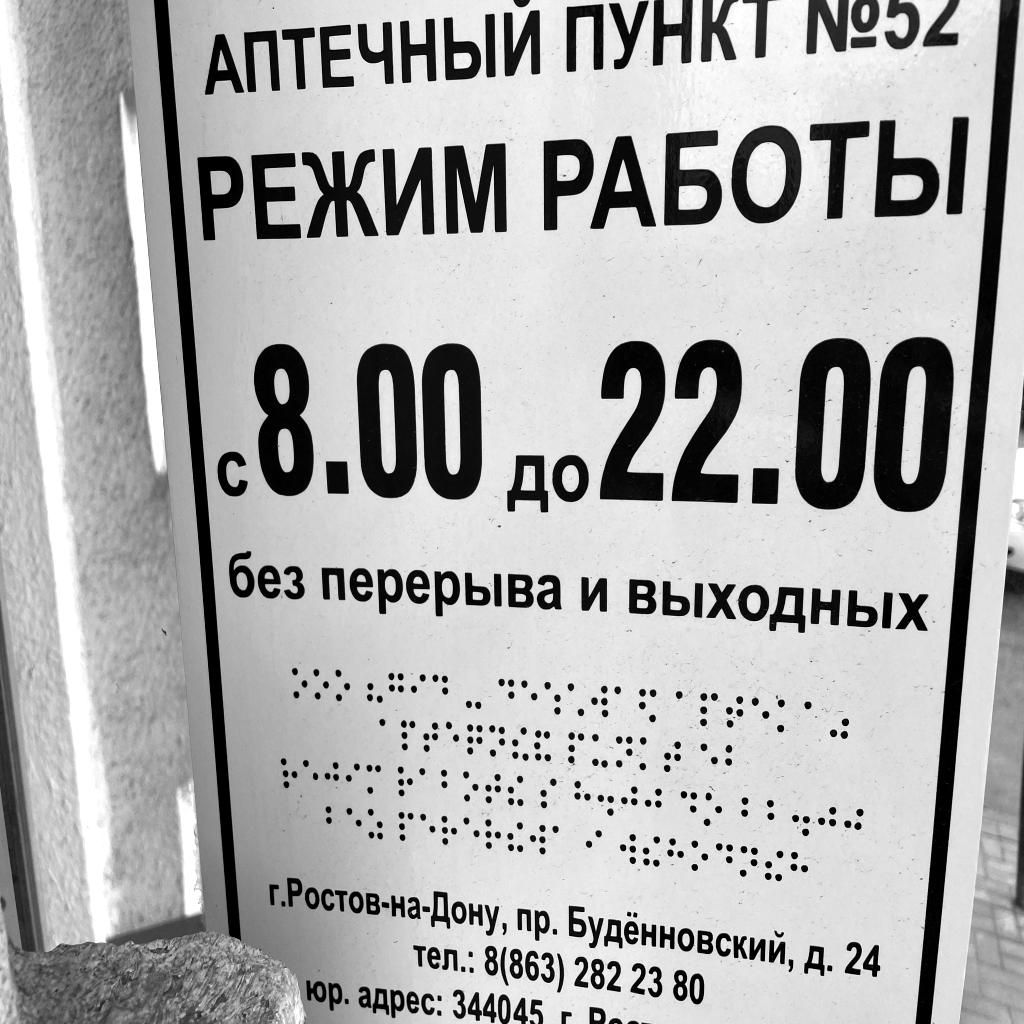 АПТЕЧНЫЙ ПУНКТ №52
РЕЖИМ РАБОТЫ
с 8.00 до 22.00
без перерыва и выходных
г.Ростов-на-Дону, пр. Будённовский, д. 24
тел.: 8(863) 282 23 80
юр. адрес: 344045, г.